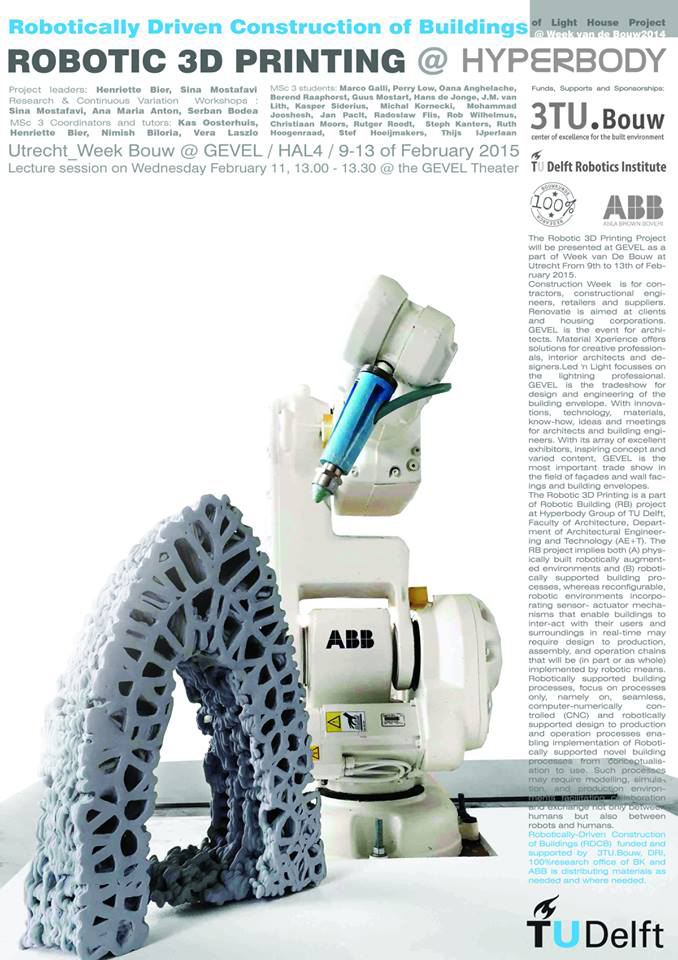 Robotically Driven Construction of Buildings
of Light House Project
@ Week van de Bouw2014
ROBOTIC 3D PRINTING @ HYPERBODY
Project leaders: Henriette Bier, Sina Mostafavi
Research & Continuous Variation Workshops :
Sina Mostafavi, Ana Maria Anton, Serban Bodea
MSc 3 Coordinators and tutors: Kas Oosterhuis,
Henriette Bier, Nimish Biloria, Vera Laszlo
MSc 3 students: Marco Galli, Perry Low, Oana Anghelache,
Berend Raaphorst, Guus Mostart, Hans de Jonge, J.M. van
Lith, Kasper Siderius, Michal Kornecki, Mohammad
Jooshesh, Jan Paclt, Radoslaw Flis, Rob Wilhelmus,
Christiaan Moors, Rutger Roodt, Steph Kanters, Ruth
Hoogenraad, Stef Hoeijmakers, Thijs IJperlaan
Utrecht_Week Bouw @ GEVEL / HAL4 / 9-13 of February 2015
Lecture session on Wednesday February 11, 13.00 - 13.30 @ the GEVEL Theater
Funds, Supports and Sponsorships:
3TU.Bouw
center of excellence for the built environment
TU Delft Robotics Institute
BOUWKUNDE
100%
RESEARCH
ABB
ASEA BROWN BOVERI
The Robotic 3D Printing Project
will be presented at GEVEL as a
part of Week van De Bouw at
Utrecht From 9th to 13th of Feb-
ruary 2015.
Construction Week is for con-
tractors, constructional engi-
neers, retailers and suppliers.
Renovatie is aimed at clients
and housing corporations.
GEVEL is the event for archi-
tects. Material Xperience offers
solutions for creative profession-
als, interior architects and de-
signers.Led 'n Light focusses on
the lightning professional.
GEVEL is the tradeshow for
design and engineering of the
building envelope. With innova-
tions, technology, materials,
know-how, ideas and meetings
for architects and building engi-
neers. With its array of excellent
exhibitors, inspiring concept and
varied content, GEVEL is the
most important trade show in
the field of façades and wall fac-
ings and building envelopes.
The Robotic 3D Printing is a part
of Robotic Building (RB) project
at Hyperbody Group of TU Delft,
Faculty of Architecture, Depart-
ment of Architectural Engineer-
ing and Technology (AE+T). The
RB project implies both (A) phys-
ically built robotically augment-
ed environments and (B) roboti-
cally supported building pro-
cesses, whereas reconfigurable,
robotic environments incorpo-
rating sensor- actuator mecha-
nisms that enable buildings to
inter-act with their users and
surroundings in real-time may
require design to production,
assembly, and operation chains
that will be (in part or as whole)
implemented by robotic means.
Robotically supported building
processes, focus on processes
only, namely on, seamless,
computer-numerically con-
trolled (CNC) and robotically
supported design to production
and operation processes ena-
bling implementation of Roboti-
cally supported novel building
processes from conceptualis-
ation to use. Such processes
may require modelling, simula-
tion, and production environ-
ments facilitating collaboration
and exchange not only between
humans but also between
robots and humans.
Robotically-Driven Construction
of Buildings (RDCB) funded and
supported by 3TU.Bouw, DRI,
100%research office of BK and
ABB is distributing materials as
needed and where needed.
ABB
TU Delft